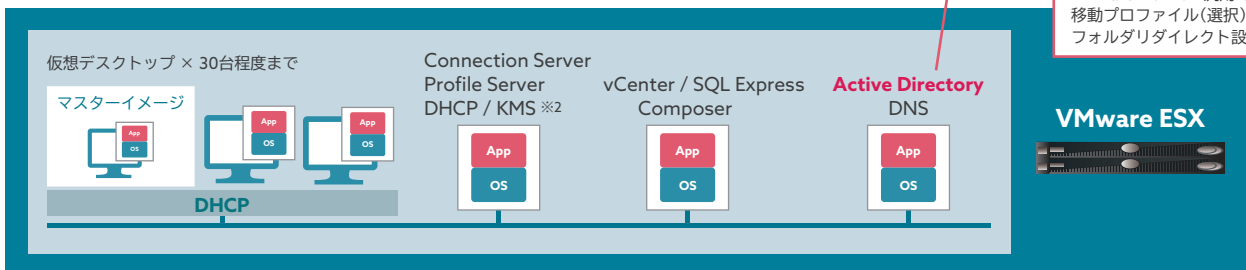 移動プロファイル(選択)
フォルダリダイレクト設
仮想デスクトップ × 30台程度まで
マスターイメージ
App
OS
App
OS
App
OS
DHCP
Connection Server
Profile Server
DHCP / KMS ※2
App
OS
vCenter / SQL Express
Composer
App
OS
Active Directory
DNS
App
OS
VMware ESX